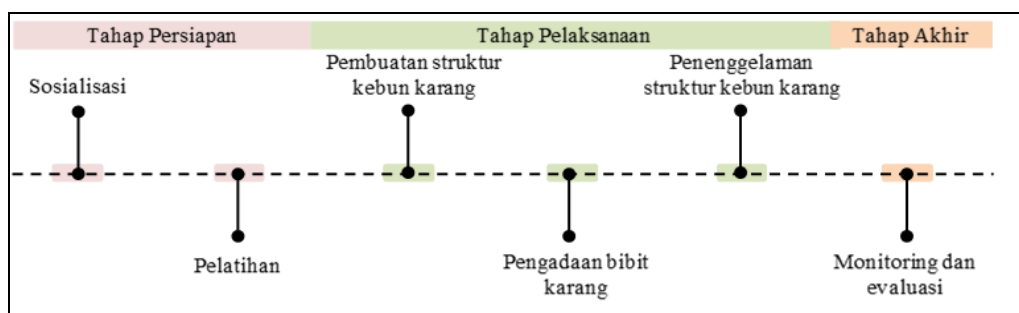 Tahap Persiapan
Tahap Pelaksanaan
Tahap Akhir
Sosialisasi
Pembuatan struktur
kebun karang
Penenggelaman
struktur kebun karang
Pelatihan
Pengadaan bibit
karang
Monitoring dan
evaluasi